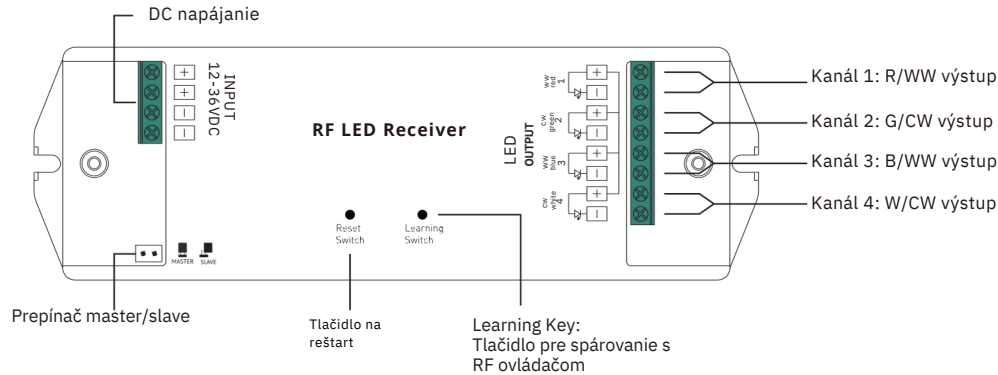 DC napájanie
+
+
−
−
INPUT
12-36VDC
RF LED Receiver
LED
OUTPUT
ww
red
1
+
−
cw
green
2
+
−
ww
blue
3
+
−
cw
white
4
+
−
Kanál 1: R/WW výstup
Kanál 2: G/CW výstup
Kanál 3: B/WW výstup
Kanál 4: W/CW výstup
Reset
Switch
Learning
Switch
MASTER
SLAVE
Prepínač master/slave
Tlačidlo na
reštart
Learning Key:
Tlačidlo pre spárovanie s
RF ovládačom